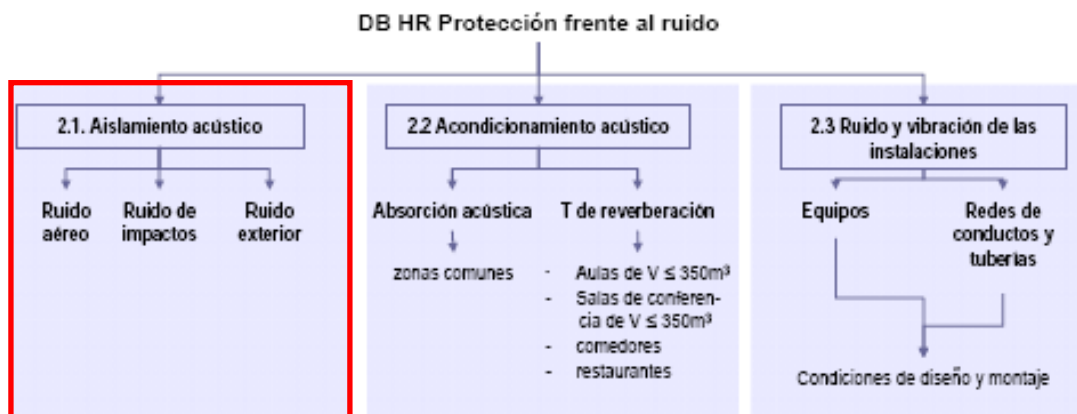 DB HR Protección frente al ruido
2.1. Aislamiento acústico
Ruido aéreo
Ruido de impactos
Ruido exterior
2.2 Acondicionamiento acústico
Absorción acústica
zonas comunes
T de reverberación
- Aulas de V ≤ 350m³
- Salas de conferen-
cia de V ≤ 350m³
- comedores
- restaurantes
2.3 Ruido y vibración de las
instalaciones
Equipos
Redes de
conductos y
tuberías
Condiciones de diseño y montaje